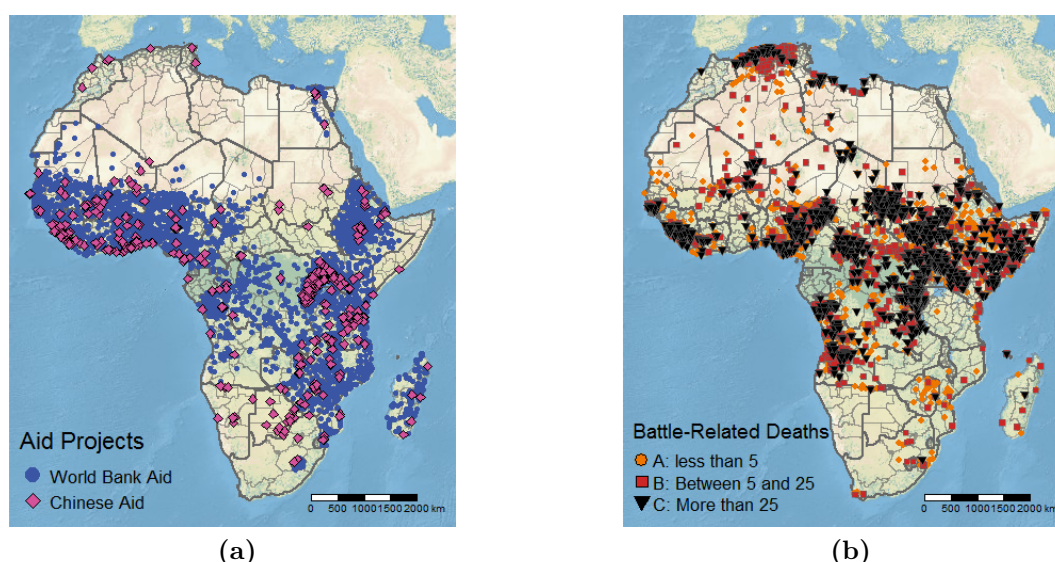 Aid Projects
World Bank Aid
Chinese Aid
0 500 1000 1500 2000 km
(a)
Battle-Related Deaths
A: less than 5
B: Between 5 and 25
C: More than 25
0 500 1000 1500 2000 km
(b)